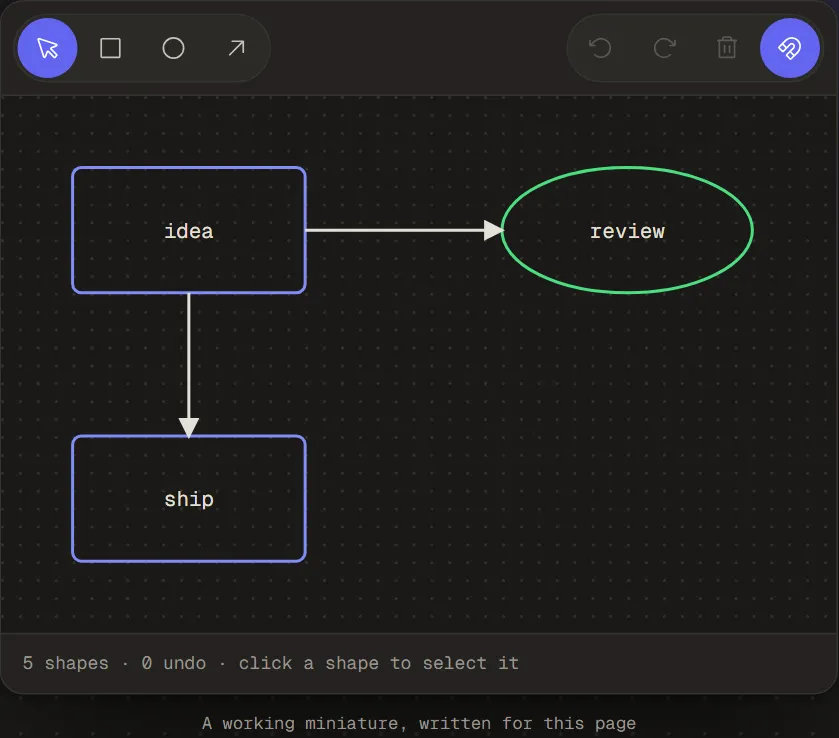 idea
review
ship
5 shapes · 0 undo · click a shape to select it
A working miniature, written for this page